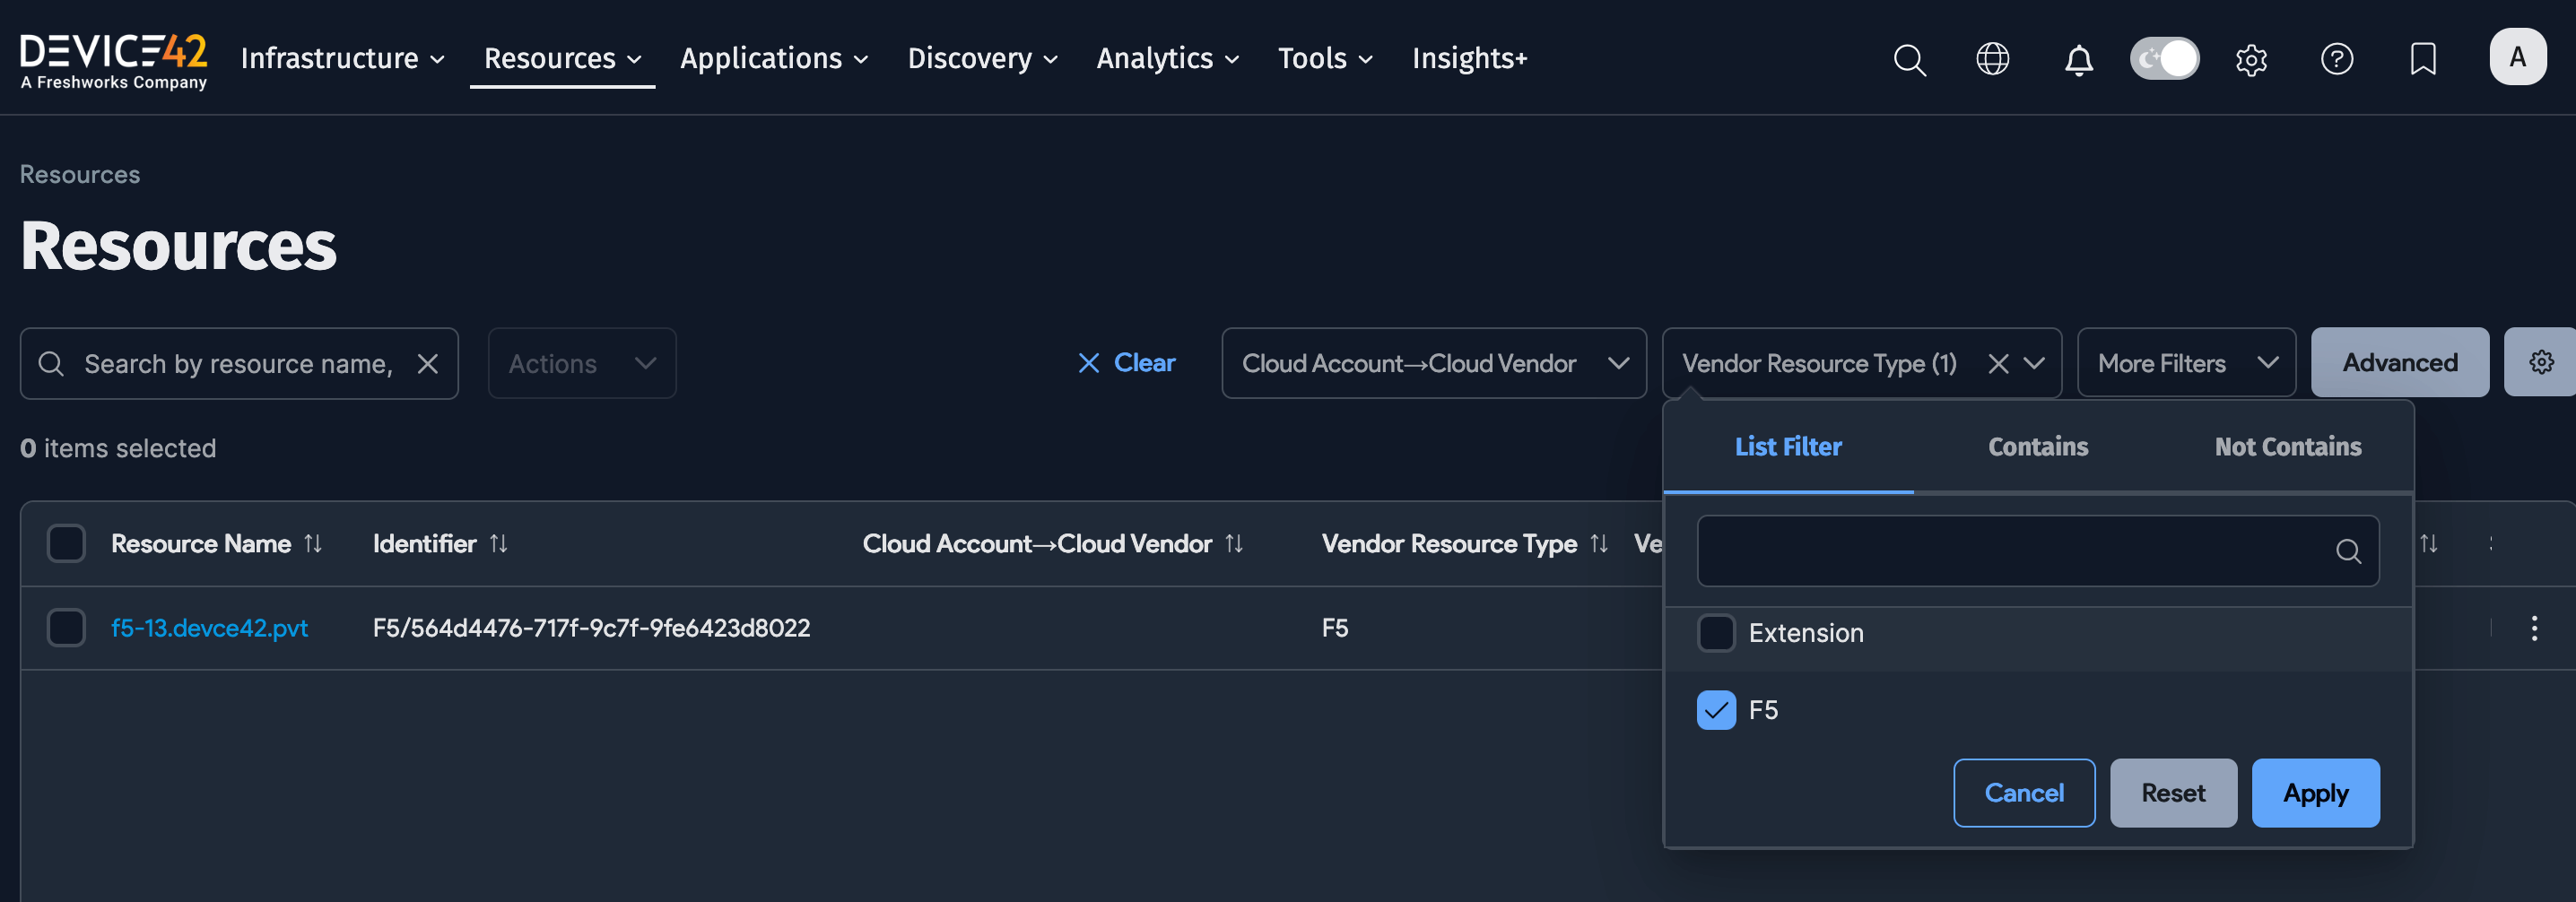 DEVICE42
A Freshworks Company
Infrastructure Resources Applications Discovery Analytics Tools Insights+
A
Resources
Resources
Search by resource name,
Actions
Clear
Cloud Account→Cloud Vendor
Vendor Resource Type (1)
More Filters
Advanced
0 items selected
List Filter Contains Not Contains
Resource Name Identifier Cloud Account→Cloud Vendor Vendor Resource Type Ve
f5-13.devce42.pvt F5/564d4476-717f-9c7f-9fe6423d8022 F5
Extension
F5
Cancel Reset Apply